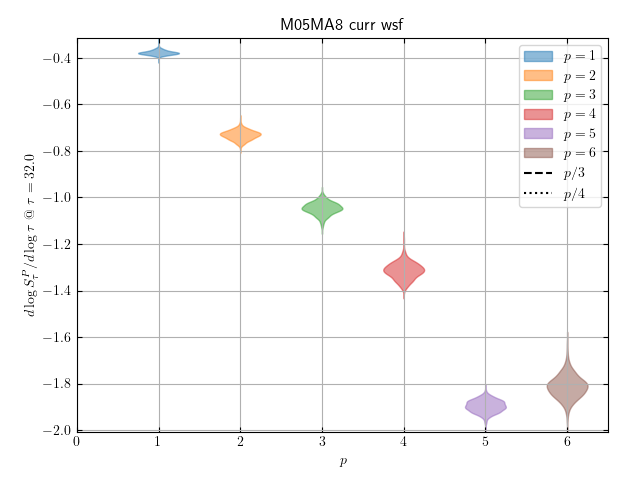 M05MA8 curr wsf
d log S_τ^P / d log τ @ τ = 32.0
−0.4
−0.6
−0.8
−1.0
−1.2
−1.4
−1.6
−1.8
−2.0
0 1 2 3 4 5 6
p
p = 1
p = 2
p = 3
p = 4
p = 5
p = 6
p/3
p/4